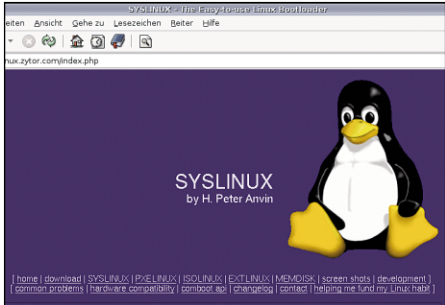 SYSLINUX - The Easy-to-use Linux Bootloader
eiten Ansicht Gehe zu Lesezeichen Reiter Hilfe
nux.zytor.com/index.php
SYSLINUX
by H. Peter Anvin
[ home | download | SYSLINUX | PXELINUX | ISOLINUX | EXTLINUX | MEMDISK | screen shots | development ]
[ common problems | hardware compatibility | comboot api | changelog | contact | helping me fund my Linux habit ]